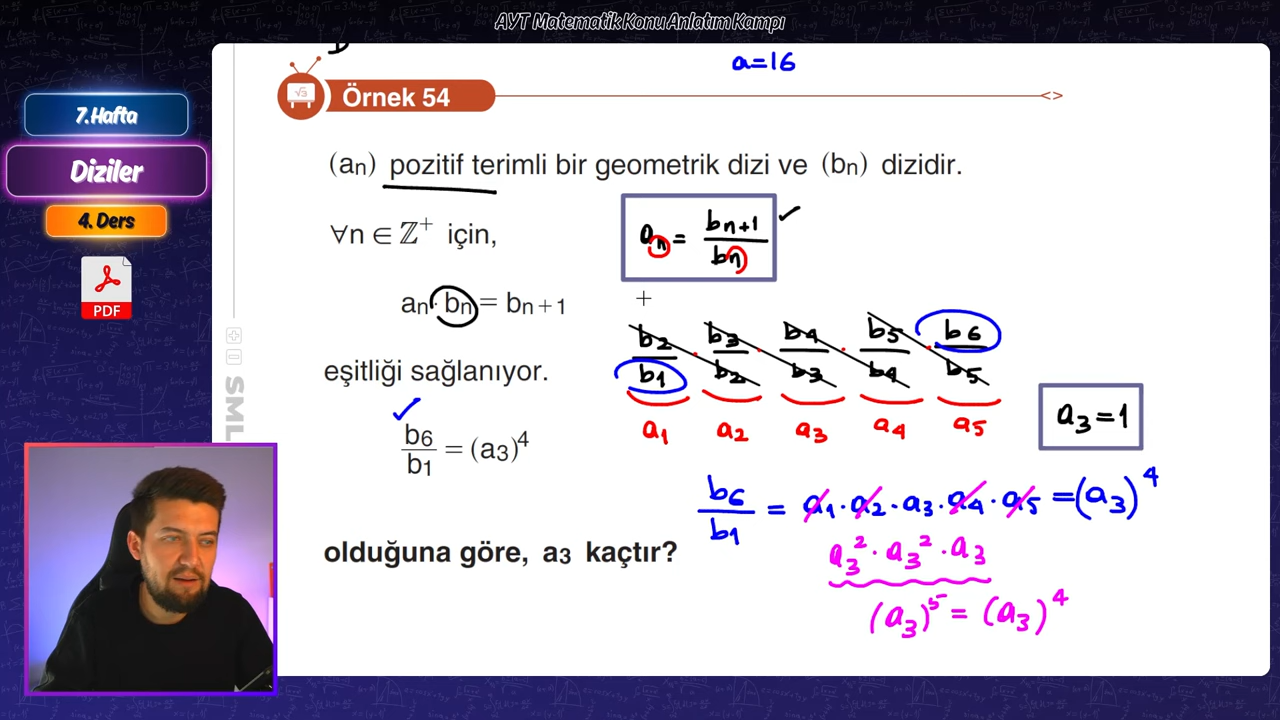 AYT Matematik Konu Anlatım Kampı
a=16
7.Hafta
Diziler
4. Ders
PDF
√3
Örnek 54
<>
(an) pozitif terimli bir geometrik dizi ve (bn) dizidir.
∀n ∈ ℤ⁺ için,
an = bn+1 / bn ✓
an · bn = bn+1
b2/b1 · b3/b2 · b4/b3 · b5/b4 · b6/b5
a1 a2 a3 a4 a5
eşitliği sağlanıyor.
a3 = 1
b6/b1 = (a3)⁴
b6/b1 = a1 · a2 · a3 · a4 · a5 = (a3)⁴
a3² · a3² · a3
(a3)⁵ = (a3)⁴
olduğuna göre, a3 kaçtır?
SML